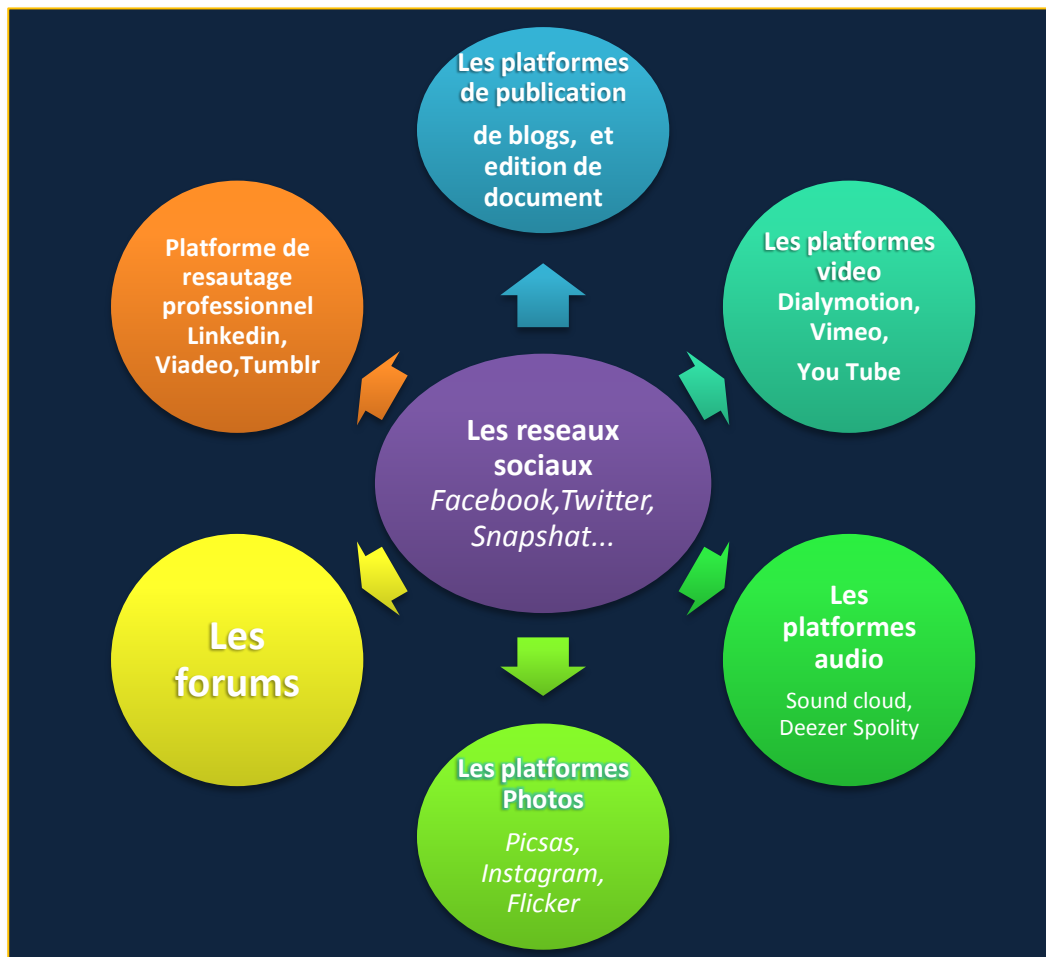 Les platformes
de publication
de blogs,  et
edition de
document
Platforme de
resautage
professionnel
Linkedin,
Viadeo,Tumblr
Les platformes
video
Dialymotion,
Vimeo,
You Tube
Les reseaux
sociaux
Facebook,Twitter,
Snapshat...
Les
forums
Les
platformes
audio
Sound cloud,
Deezer Spolity
Les platformes
Photos
Picsas,
Instagram,
Flicker